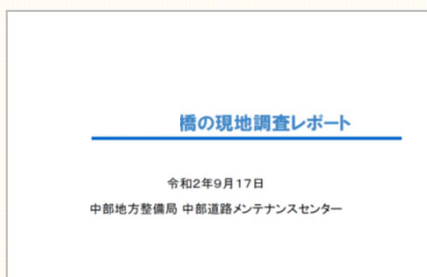 橋の現地調査レポート
令和2年9月17日
中部地方整備局 中部道路メンテナンスセンター